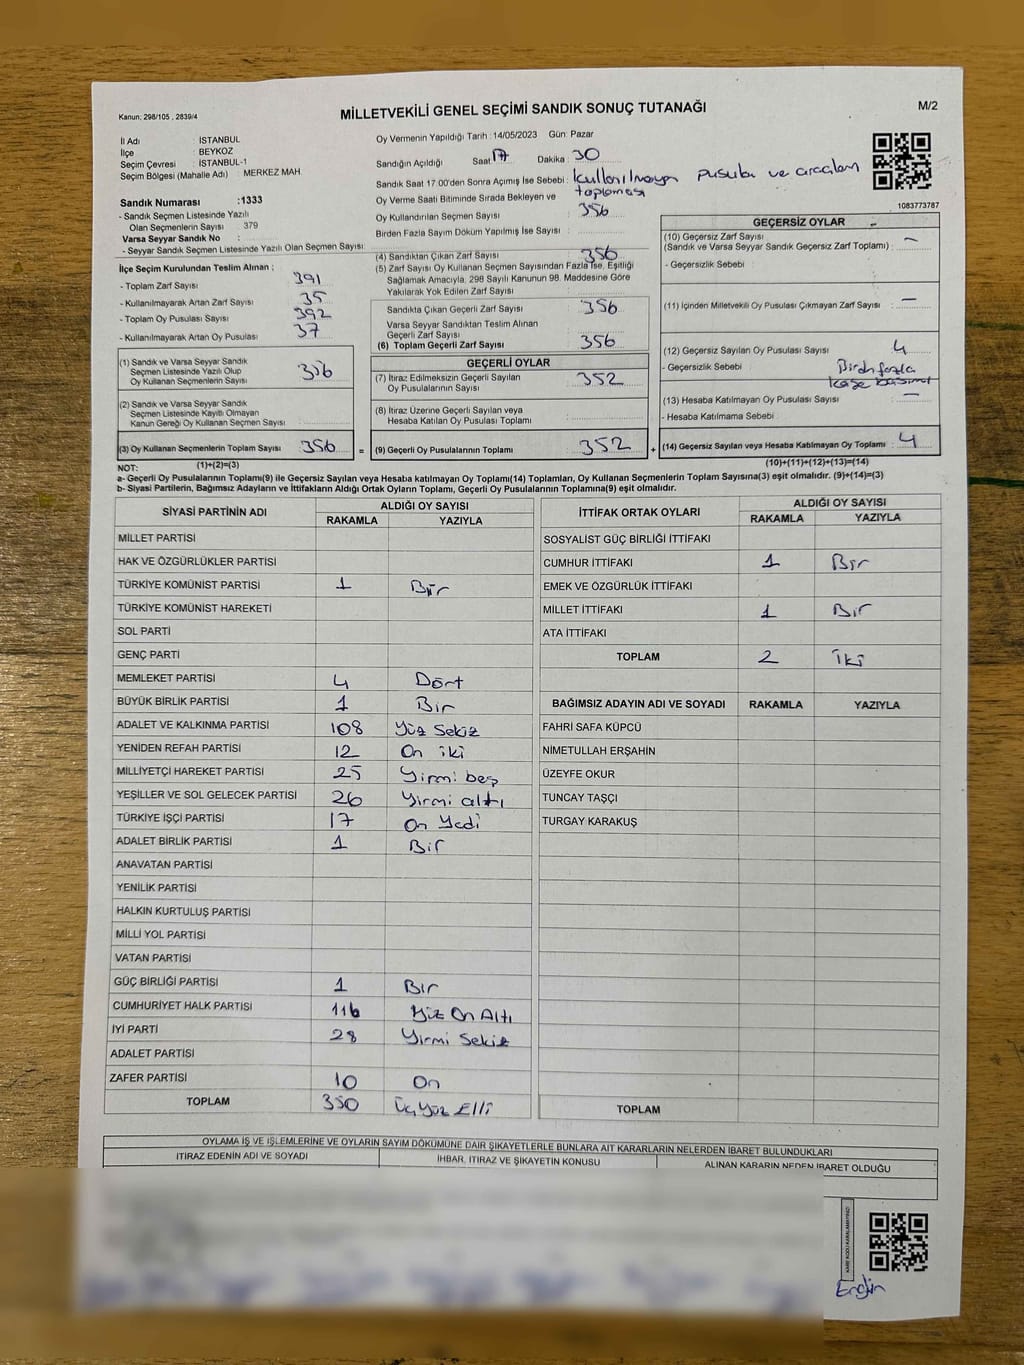 Kanun; 298/105 , 2839/4
MİLLETVEKİLİ GENEL SEÇİMİ SANDIK SONUÇ TUTANAĞI
M/2
İl Adı : İSTANBUL
İlçe : BEYKOZ
Seçim Çevresi : İSTANBUL-1
Seçim Bölgesi (Mahalle Adı) : MERKEZ MAH.
Oy Vermenin Yapıldığı Tarih : 14/05/2023 Gün: Pazar
Sandığın Açıldığı Saat 17 Dakika : 30
Sandık Saat 17:00'den Sonra Açımış İse Sebebi : kullanılmayan pusula ve araçların toplaması
Oy Verme Saati Bitiminde Sırada Bekleyen ve
Oy Kullandırılan Seçmen Sayısı : 356
Birden Fazla Sayım Döküm Yapılmış İse Sayısı :
1083773787
Sandık Numarası :1333
- Sandık Seçmen Listesinde Yazılı
Olan Seçmenlerin Sayısı : 379
Varsa Seyyar Sandık No :
- Seyyar Sandık Seçmen Listesinde Yazılı Olan Seçmen Sayısı:
İlçe Seçim Kurulundan Teslim Alınan :
- Toplam Zarf Sayısı : 391
- Kullanılmayarak Artan Zarf Sayısı : 35
- Toplam Oy Pusulası Sayısı : 392
- Kullanılmayarak Artan Oy Pusulası : 37
(1) Sandık ve Varsa Seyyar Sandık
Seçmen Listesinde Yazılı Olup
Oy Kullanan Seçmenlerin Sayısı : 356
(2) Sandık ve Varsa Seyyar Sandık
Seçmen Listesinde Kayıtlı Olmayan
Kanun Gereği Oy Kullanan Seçmen Sayısı :
(3) Oy Kullanan Seçmenlerin Toplam Sayısı : 356
(4) Sandıktan Çıkan Zarf Sayısı : 356
(5) Zarf Sayısı Oy Kullanan Seçmen Sayısından Fazla İse, Eşitliği
Sağlamak Amacıyla, 298 Sayılı Kanunun 98. Maddesine Göre
Yakılarak Yok Edilen Zarf Sayısı :
Sandıkta Çıkan Geçerli Zarf Sayısı : 356
Varsa Seyyar Sandıktan Teslim Alınan
Geçerli Zarf Sayısı :
(6) Toplam Geçerli Zarf Sayısı : 356
GEÇERLİ OYLAR
(7) İtiraz Edilmeksizin Geçerli Sayılan
Oy Pusulalarının Sayısı : 352
(8) İtiraz Üzerine Geçerli Sayılan veya
Hesaba Katılan Oy Pusulası Toplamı :
= (9) Geçerli Oy Pusulalarının Toplamı : 352
GEÇERSİZ OYLAR
(10) Geçersiz Zarf Sayısı
(Sandık ve Varsa Seyyar Sandık Geçersiz Zarf Toplamı) : —
- Geçersizlik Sebebi :
(11) İçinden Milletvekili Oy Pusulası Çıkmayan Zarf Sayısı : —
(12) Geçersiz Sayılan Oy Pusulası Sayısı : 4
- Geçersizlik Sebebi : Birden fazla
kaşe basımı
(13) Hesaba Katılmayan Oy Pusulası Sayısı : —
- Hesaba Katılmama Sebebi :
+ (14) Geçersiz Sayılan veya Hesaba Katılmayan Oy Toplamı : 4
NOT: (1)+(2)=(3) (10)+(11)+(12)+(13)=(14)
a- Geçerli Oy Pusulalarının Toplamı(9) ile Geçersiz Sayılan veya Hesaba katılmayan Oy Toplamı(14) Toplamları, Oy Kullanan Seçmenlerin Toplam Sayısına(3) eşit olmalıdır. (9)+(14)=(3)
b- Siyasi Partilerin, Bağımsız Adayların ve İttifakların Aldığı Ortak Oyların Toplamı, Geçerli Oy Pusulalarının Toplamına(9) eşit olmalıdır.
SİYASİ PARTİNİN ADI ALDIĞI OY SAYISI
RAKAMLA YAZIYLA
MİLLET PARTİSİ
HAK VE ÖZGÜRLÜKLER PARTİSİ
TÜRKİYE KOMÜNİST PARTİSİ 1 Bir
TÜRKİYE KOMÜNİST HAREKETİ
SOL PARTİ
GENÇ PARTİ
MEMLEKET PARTİSİ 4 Dört
BÜYÜK BİRLİK PARTİSİ 1 Bir
ADALET VE KALKINMA PARTİSİ 108 Yüz Sekiz
YENİDEN REFAH PARTİSİ 12 On iki
MİLLİYETÇİ HAREKET PARTİSİ 25 Yirmi beş
YEŞİLLER VE SOL GELECEK PARTİSİ 26 Yirmi altı
TÜRKİYE İŞÇİ PARTİSİ 17 On Yedi
ADALET BİRLİK PARTİSİ 1 Bir
ANAVATAN PARTİSİ
YENİLİK PARTİSİ
HALKIN KURTULUŞ PARTİSİ
MİLLİ YOL PARTİSİ
VATAN PARTİSİ
GÜÇ BİRLİĞİ PARTİSİ 1 Bir
CUMHURİYET HALK PARTİSİ 116 Yüz On Altı
İYİ PARTİ 28 Yirmi Sekiz
ADALET PARTİSİ
ZAFER PARTİSİ 10 On
TOPLAM 350 Üçyüz Elli
İTTİFAK ORTAK OYLARI ALDIĞI OY SAYISI
RAKAMLA YAZIYLA
SOSYALİST GÜÇ BİRLİĞİ İTTİFAKI
CUMHUR İTTİFAKI 1 Bir
EMEK VE ÖZGÜRLÜK İTTİFAKI
MİLLET İTTİFAKI 1 Bir
ATA İTTİFAKI
TOPLAM 2 İki
BAĞIMSIZ ADAYIN ADI VE SOYADI RAKAMLA YAZIYLA
FAHRİ SAFA KÜPCÜ
NİMETULLAH ERŞAHİN
ÜZEYFE OKUR
TUNCAY TAŞÇI
TURGAY KARAKUŞ
TOPLAM
OYLAMA İŞ VE İŞLEMLERİNE VE OYLARIN SAYIM DÖKÜMÜNE DAİR ŞİKAYETLERLE BUNLARA AİT KARARLARIN NELERDEN İBARET BULUNDUKLARI
İTİRAZ EDENİN ADI VE SOYADI İHBAR, İTİRAZ VE ŞİKAYETİN KONUSU ALINAN KARARIN NEDEN İBARET OLDUĞU
KARE KODU KARALAMAYINIZ!
Engin